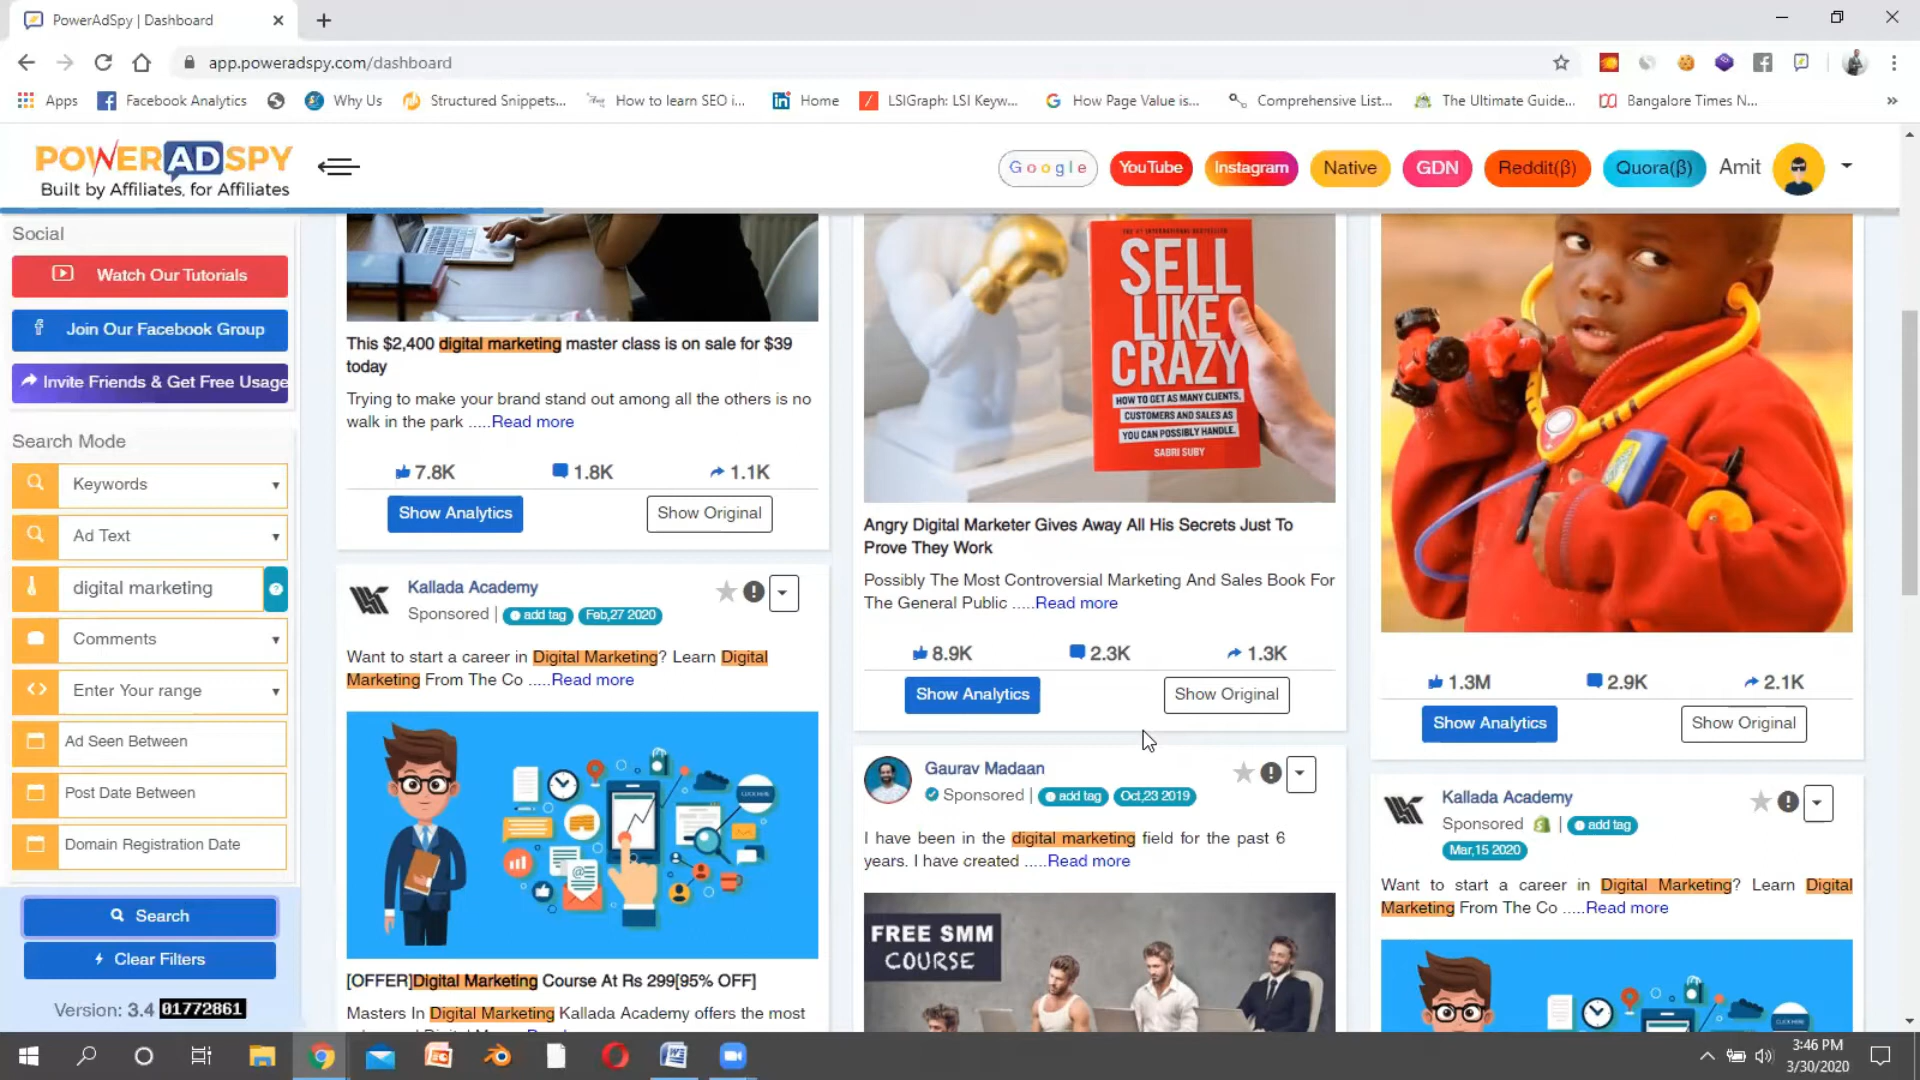 PowerAdSpy | Dashboard
app.poweradspy.com/dashboard
Apps
Facebook Analytics
Why Us
Structured Snippets...
How to learn SEO i...
Home
LSIGraph: LSI Keyw...
How Page Value is...
Comprehensive List...
The Ultimate Guide...
Bangalore Times N...
»
POWERADSPY
Built by Affiliates, for Affiliates
Google
YouTube
Instagram
Native
GDN
Reddit(β)
Quora(β)
Amit
Social
Watch Our Tutorials
Join Our Facebook Group
Invite Friends & Get Free Usage
Search Mode
Keywords
Ad Text
digital marketing
Comments
Enter Your range
Ad Seen Between
Post Date Between
Domain Registration Date
Search
Clear Filters
Version: 3.4 01772861
This $2,400 digital marketing master class is on sale for $39
today
Trying to make your brand stand out among all the others is no
walk in the park .....Read more
7.8K 1.8K 1.1K
Show Analytics
Show Original
Kallada Academy
Sponsored | add tag Feb,27 2020
Want to start a career in Digital Marketing? Learn Digital
Marketing From The Co .....Read more
CLICK HERE
[OFFER]Digital Marketing Course At Rs 299[95% OFF]
Masters In Digital Marketing Kallada Academy offers the most
THE #1 INTERNATIONAL BESTSELLER
SELL
LIKE
CRAZY
HOW TO GET AS MANY CLIENTS,
CUSTOMERS AND SALES AS
YOU CAN POSSIBLY HANDLE.
SABRI SUBY
Angry Digital Marketer Gives Away All His Secrets Just To
Prove They Work
Possibly The Most Controversial Marketing And Sales Book For
The General Public .....Read more
8.9K 2.3K 1.3K
Show Analytics
Show Original
Gaurav Madaan
Sponsored | add tag Oct,23 2019
I have been in the digital marketing field for the past 6
years. I have created .....Read more
FREE SMM
COURSE
1.3M 2.9K 2.1K
Show Analytics
Show Original
Kallada Academy
Sponsored | add tag
Mar,15 2020
Want to start a career in Digital Marketing? Learn Digital
Marketing From The Co .....Read more
CLICK HERE
3:46 PM
3/30/2020